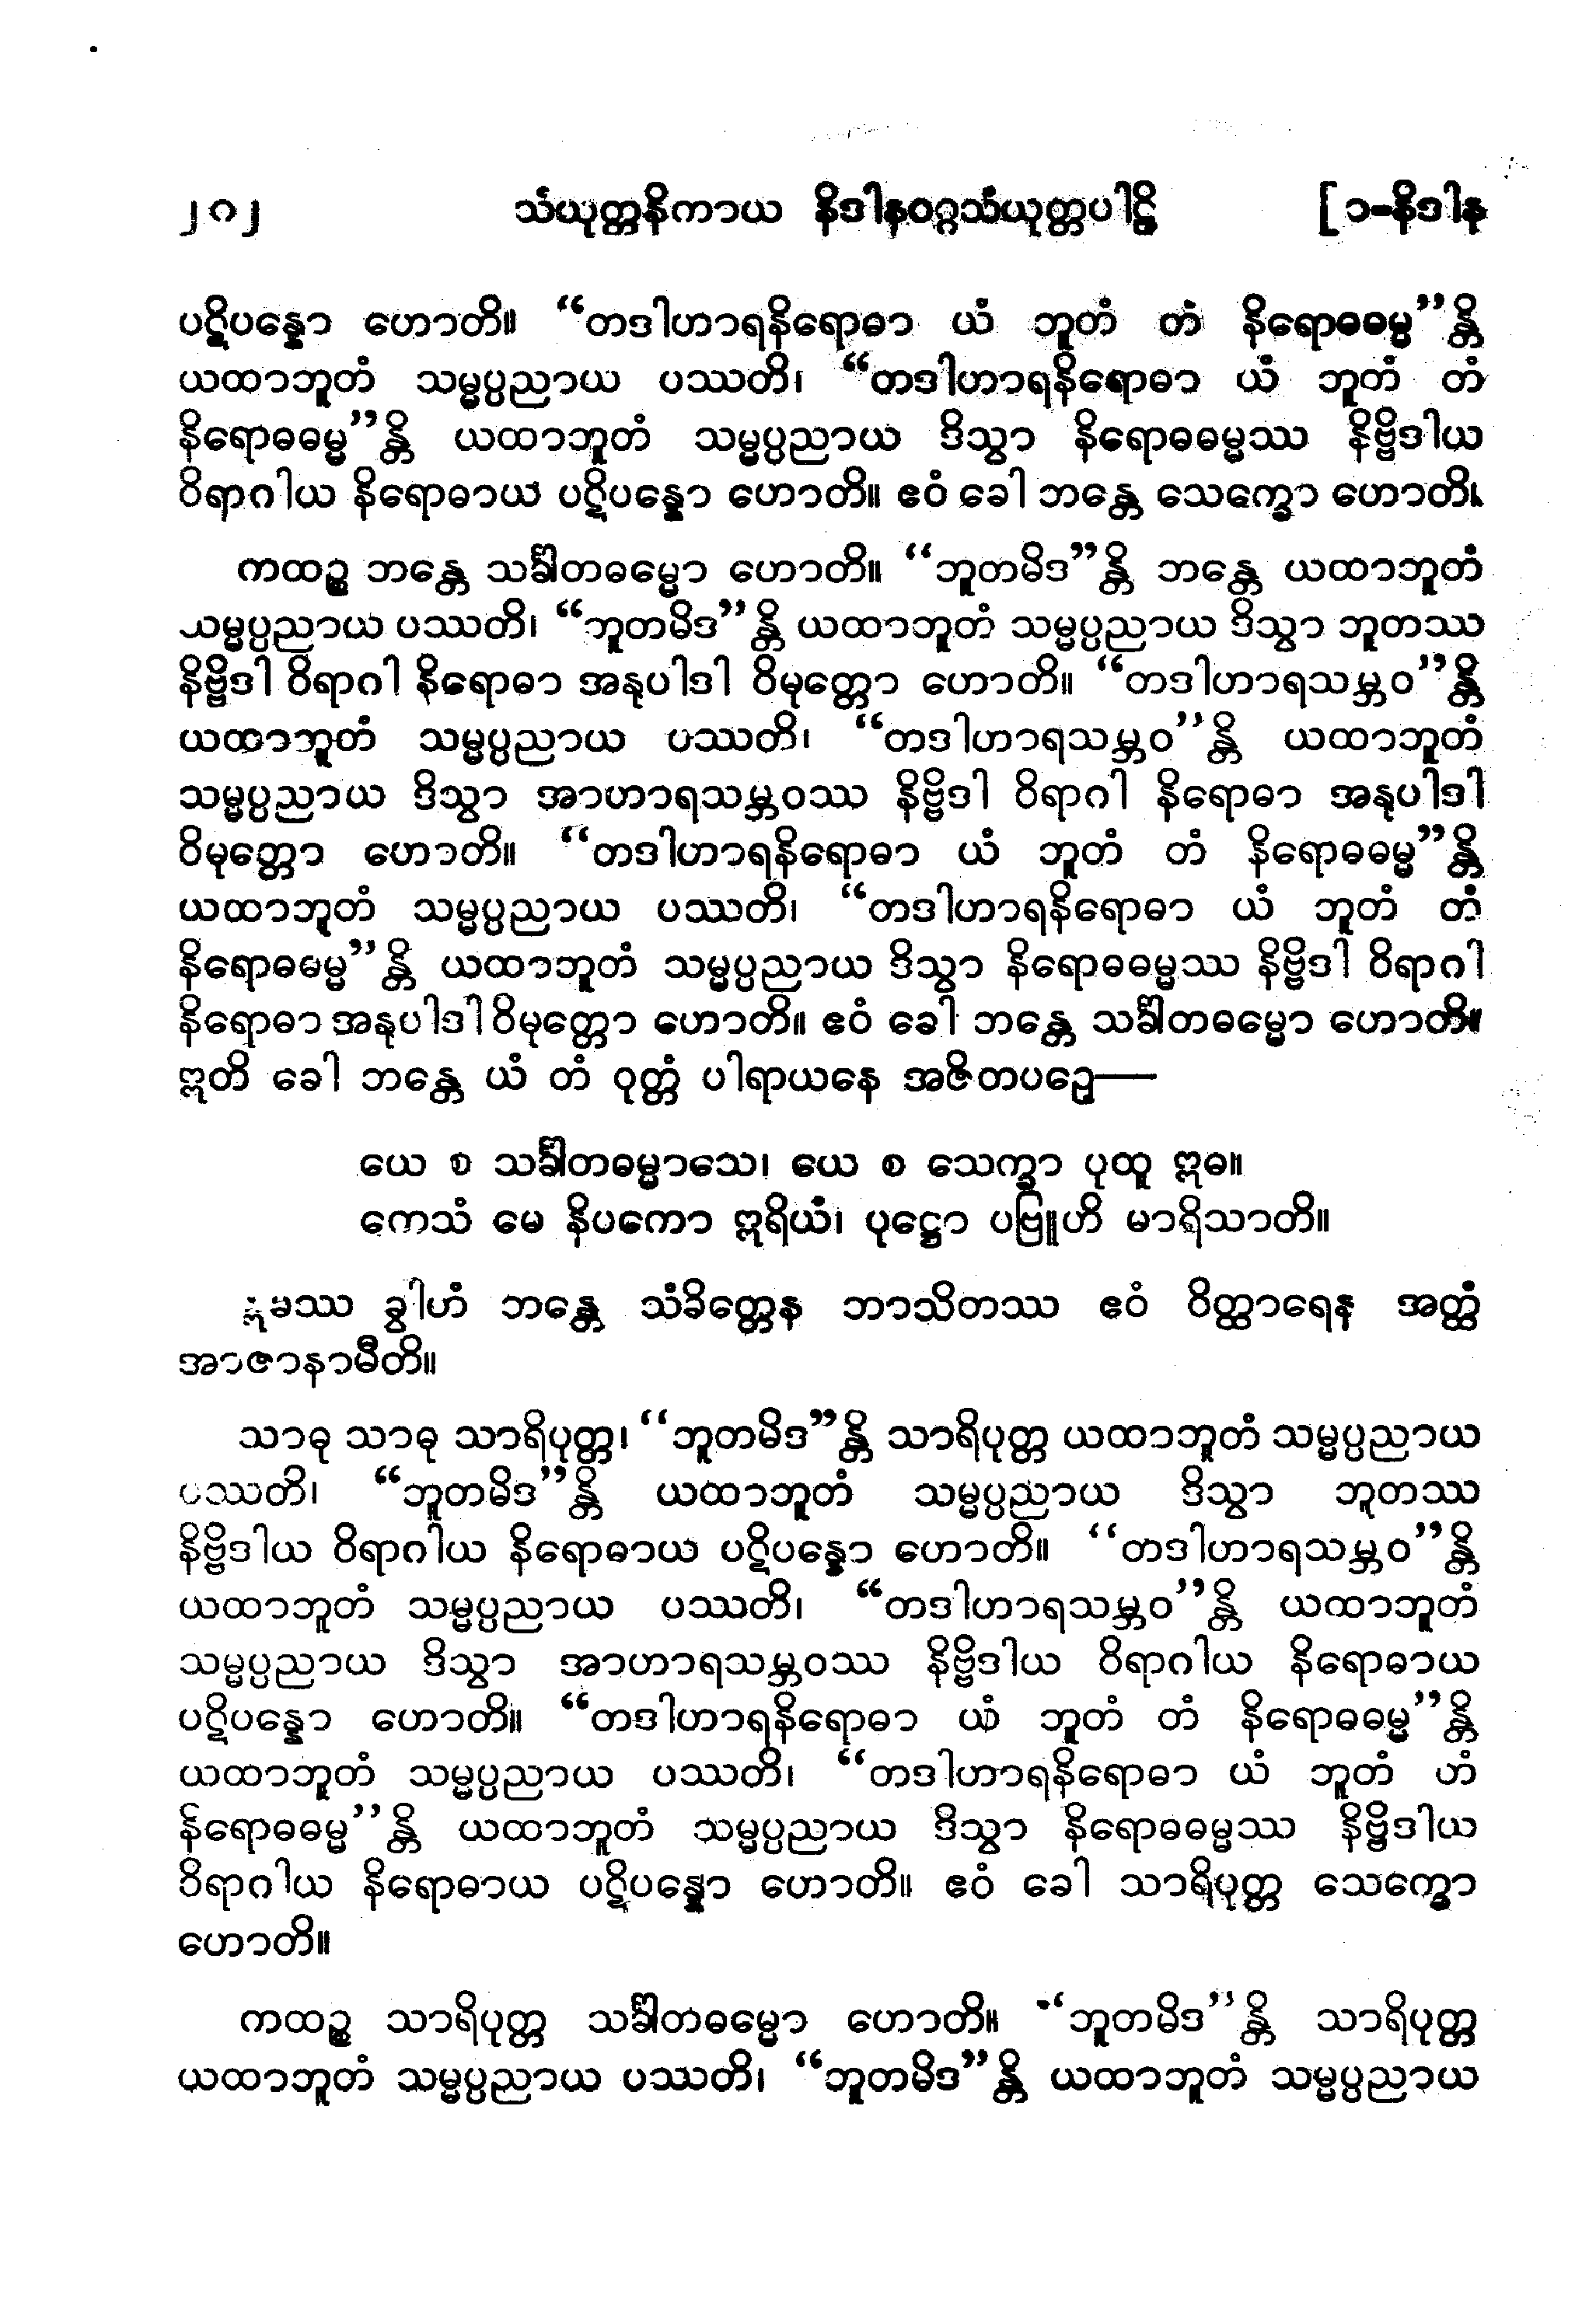 ၂၈၂ သံယုတ္တနိကာယ နိဒါနဝဂ္ဂသံယုတ္တပါဠိ [ ၁-နိဒါန
ပဋိပန္နော ဟောတိ။ “တဒါဟာရနိရောဓာ ယံ ဘူတံ တံ နိရောဓဓမ္မ”န္တိ
ယထာဘူတံ သမ္မပ္ပညာယ ပဿတိ၊ “တဒါဟာရနိရောဓာ ယံ ဘူတံ တံ
နိရောဓဓမ္မ”န္တိ ယထာဘူတံ သမ္မပ္ပညာယ ဒိသွာ နိရောဓဓမ္မဿ နိဗ္ဗိဒါယ
ဝိရာဂါယ နိရောဓာယ ပဋိပန္နော ဟောတိ။ ဧဝံ ခေါ ဘန္တေ သေက္ခော ဟောတိ။
ကထဉ္စ ဘန္တေ သင်္ခါတဓမ္မော ဟောတိ။ “ဘူတမိဒ”န္တိ ဘန္တေ ယထာဘူတံ
သမ္မပ္ပညာယ ပဿတိ၊ “ဘူတမိဒ”န္တိ ယထာဘူတံ သမ္မပ္ပညာယ ဒိသွာ ဘူတဿ
နိဗ္ဗိဒါ ဝိရာဂါ နိရောဓာ အနုပါဒါ ဝိမုတ္တော ဟောတိ။ “တဒါဟာရသမ္ဘဝ”န္တိ
ယထာဘူတံ သမ္မပ္ပညာယ ပဿတိ၊ “တဒါဟာရသမ္ဘဝ”န္တိ ယထာဘူတံ
သမ္မပ္ပညာယ ဒိသွာ အာဟာရသမ္ဘဝဿ နိဗ္ဗိဒါ ဝိရာဂါ နိရောဓာ အနုပါဒါ
ဝိမုတ္တော ဟောတိ။ “တဒါဟာရနိရောဓာ ယံ ဘူတံ တံ နိရောဓဓမ္မ”န္တိ
ယထာဘူတံ သမ္မပ္ပညာယ ပဿတိ၊ “တဒါဟာရနိရောဓာ ယံ ဘူတံ တံ
နိရောဓဓမ္မ”န္တိ ယထာဘူတံ သမ္မပ္ပညာယ ဒိသွာ နိရောဓဓမ္မဿ နိဗ္ဗိဒါ ဝိရာဂါ
နိရောဓာ အနုပါဒါ ဝိမုတ္တော ဟောတိ။ ဧဝံ ခေါ ဘန္တေ သင်္ခါတဓမ္မော ဟောတိ။
ဣတိ ခေါ ဘန္တေ ယံ တံ ဝုတ္တံ ပါရာယနေ အဇိတပဉှေ—
ယေ စ သင်္ခါတဓမ္မာသေ၊ ယေ စ သေက္ခာ ပုထူ ဣဓ။
ကေသံ မေ နိပကော ဣရိယံ၊ ပုဋ္ဌော ပဗြူဟိ မာရိသာတိ။
ဣမဿ ခွါဟံ ဘန္တေ သံခိတ္တေန ဘာသိတဿ ဧဝံ ဝိတ္ထာရေန အတ္ထံ
အာဇာနာမီတိ။
သာဓု သာဓု သာရိပုတ္တ၊ “ဘူတမိဒ”န္တိ သာရိပုတ္တ ယထာဘူတံ သမ္မပ္ပညာယ
ပဿတိ၊ “ဘူတမိဒ”န္တိ ယထာဘူတံ သမ္မပ္ပညာယ ဒိသွာ ဘူတဿ
နိဗ္ဗိဒါယ ဝိရာဂါယ နိရောဓာယ ပဋိပန္နော ဟောတိ။ “တဒါဟာရသမ္ဘဝ”န္တိ
ယထာဘူတံ သမ္မပ္ပညာယ ပဿတိ၊ “တဒါဟာရသမ္ဘဝ”န္တိ ယထာဘူတံ
သမ္မပ္ပညာယ ဒိသွာ အာဟာရသမ္ဘဝဿ နိဗ္ဗိဒါယ ဝိရာဂါယ နိရောဓာယ
ပဋိပန္နော ဟောတိ။ “တဒါဟာရနိရောဓာ ယံ ဘူတံ တံ နိရောဓဓမ္မ”န္တိ
ယထာဘူတံ သမ္မပ္ပညာယ ပဿတိ၊ “တဒါဟာရနိရောဓာ ယံ ဘူတံ တံ
နိရောဓဓမ္မ”န္တိ ယထာဘူတံ သမ္မပ္ပညာယ ဒိသွာ နိရောဓဓမ္မဿ နိဗ္ဗိဒါယ
ဝိရာဂါယ နိရောဓာယ ပဋိပန္နော ဟောတိ။ ဧဝံ ခေါ သာရိပုတ္တ သေက္ခော
ဟောတိ။
ကထဉ္စ သာရိပုတ္တ သင်္ခါတဓမ္မော ဟောတိ။ “ဘူတမိဒ”န္တိ သာရိပုတ္တ
ယထာဘူတံ သမ္မပ္ပညာယ ပဿတိ၊ “ဘူတမိဒ”န္တိ ယထာဘူတံ သမ္မပ္ပညာယ